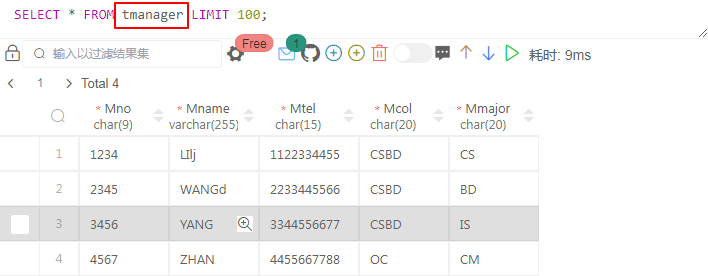 SELECT * FROM tmanager LIMIT 100;
输入以过滤结果集 Free 1 耗时: 9ms
1 Total 4
* Mno * Mname * Mtel * Mcol * Mmajor
char(9) varchar(255) char(15) char(20) char(20)
1 1234 LIlj 1122334455 CSBD CS
2 2345 WANGd 2233445566 CSBD BD
3 3456 YANG 3344556677 CSBD IS
4 4567 ZHAN 4455667788 OC CM